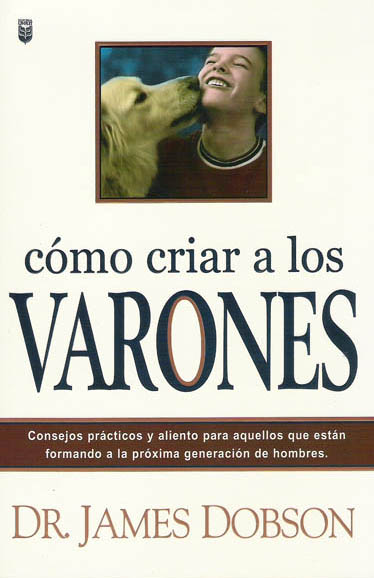 cómo criar a los
VARONES
Consejos prácticos y aliento para aquellos que están
formando a la próxima generación de hombres.
DR. JAMES DOBSON